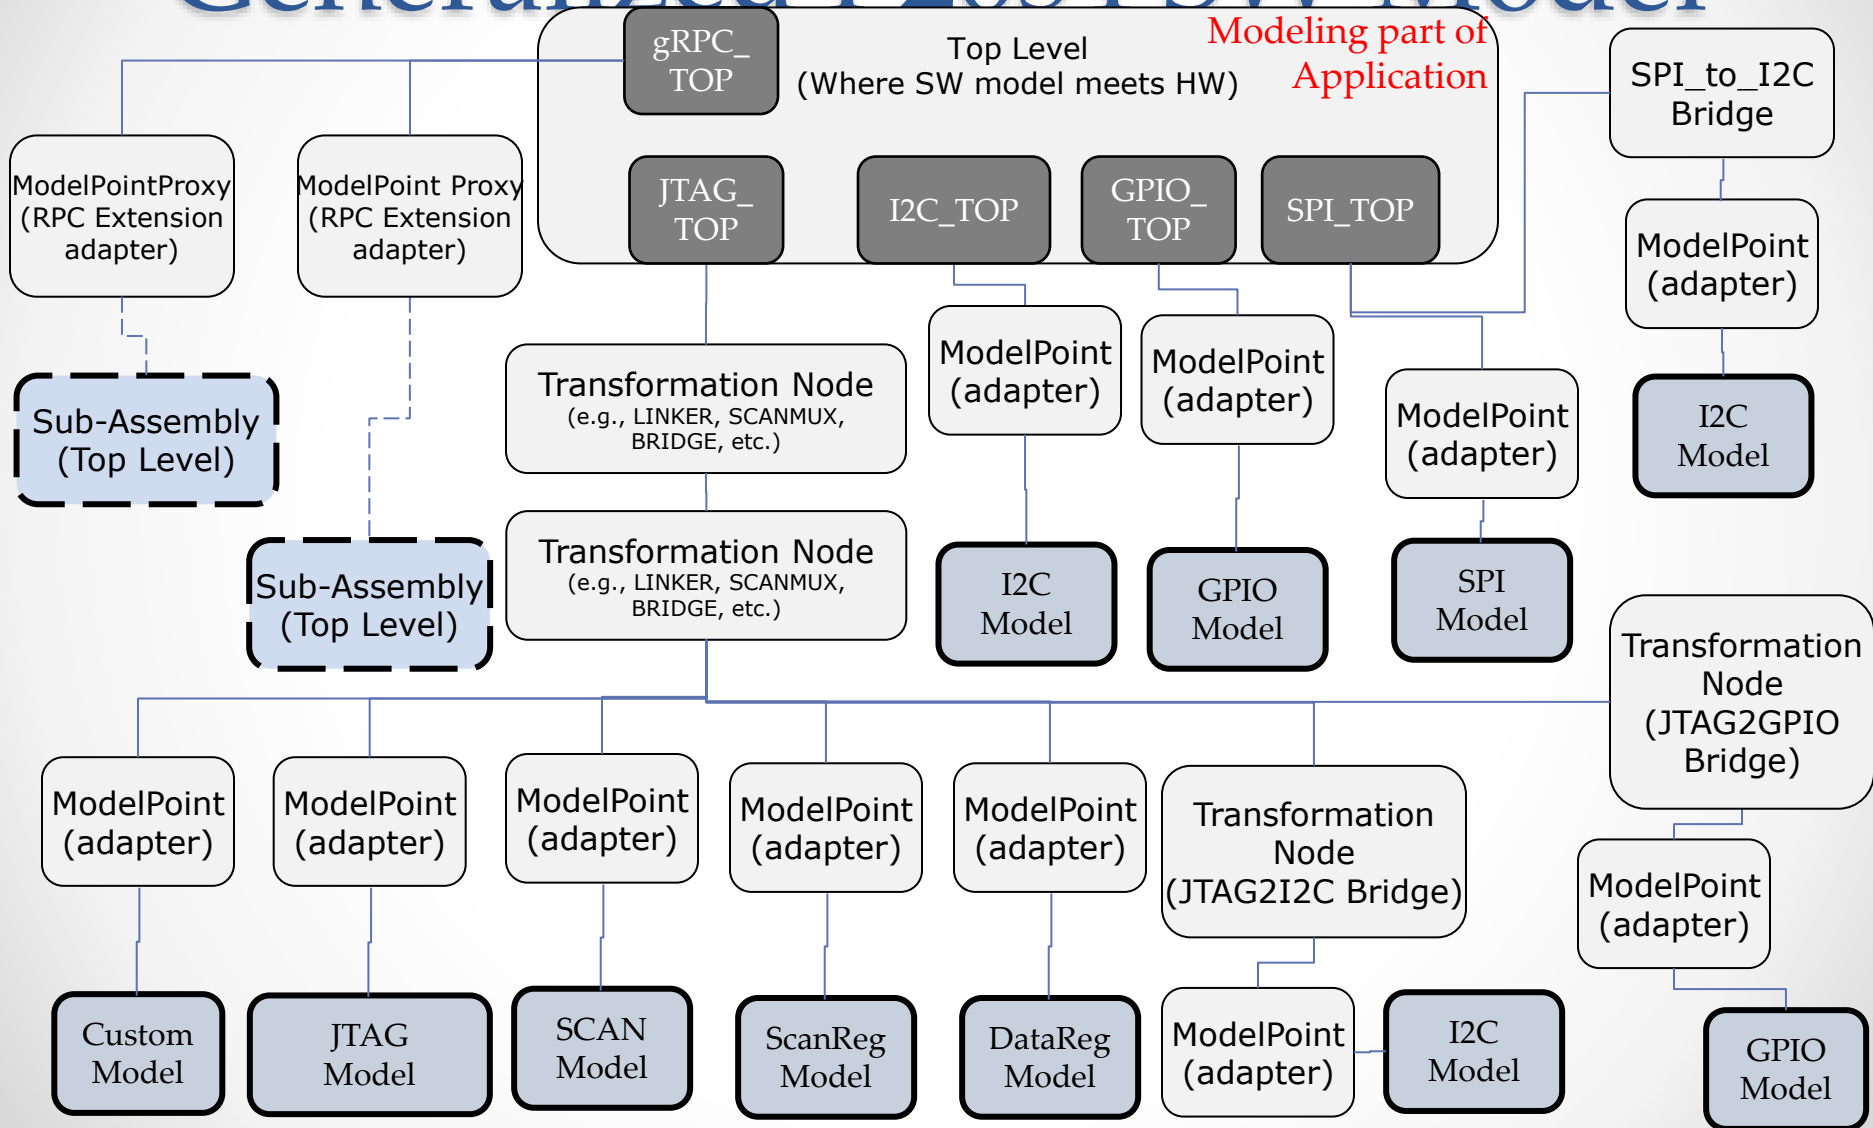 Generalized SW Model
gRPC_
TOP
Top Level
(Where SW model meets HW)
Modeling part of
Application
SPI_to_I2C
Bridge
ModelPointProxy
(RPC Extension
adapter)
ModelPoint Proxy
(RPC Extension
adapter)
JTAG_
TOP
I2C_TOP
GPIO_
TOP
SPI_TOP
ModelPoint
(adapter)
Sub-Assembly
(Top Level)
Transformation Node
(e.g., LINKER, SCANMUX,
BRIDGE, etc.)
ModelPoint
(adapter)
ModelPoint
(adapter)
ModelPoint
(adapter)
I2C
Model
Sub-Assembly
(Top Level)
Transformation Node
(e.g., LINKER, SCANMUX,
BRIDGE, etc.)
I2C
Model
GPIO
Model
SPI
Model
Transformation
Node
(JTAG2GPIO
Bridge)
ModelPoint
(adapter)
ModelPoint
(adapter)
ModelPoint
(adapter)
ModelPoint
(adapter)
ModelPoint
(adapter)
Transformation
Node
(JTAG2I2C Bridge)
ModelPoint
(adapter)
Custom
Model
JTAG
Model
SCAN
Model
ScanReg
Model
DataReg
Model
ModelPoint
(adapter)
I2C
Model
GPIO
Model